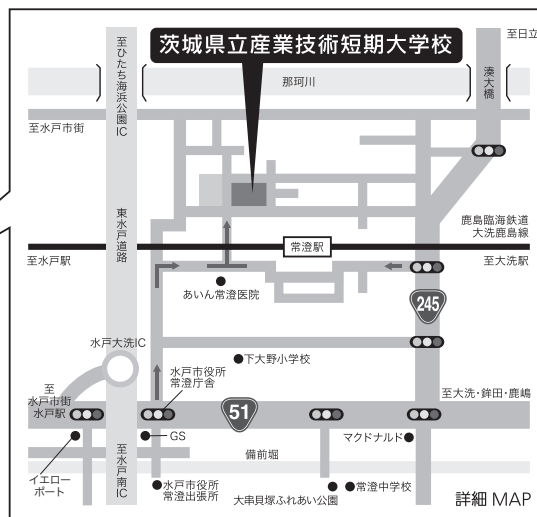 至日立
茨城県立産業技術短期大学校
至ひたち海浜公園IC
那珂川
湊大橋
至水戸市街
東水戸道路
鹿島臨海鉄道
大洗鹿島線
常澄駅
至水戸駅
至大洗駅
あいん常澄医院
245
水戸大洗IC
下大野小学校
至
水戸市街
水戸駅
水戸市役所
常澄庁舎
至大洗・鉾田・鹿嶋
51
GS
マクドナルド
備前堀
イエロー
ポート
至水戸南IC
水戸市役所
常澄出張所
常澄中学校
大串貝塚ふれあい公園
詳細 MAP